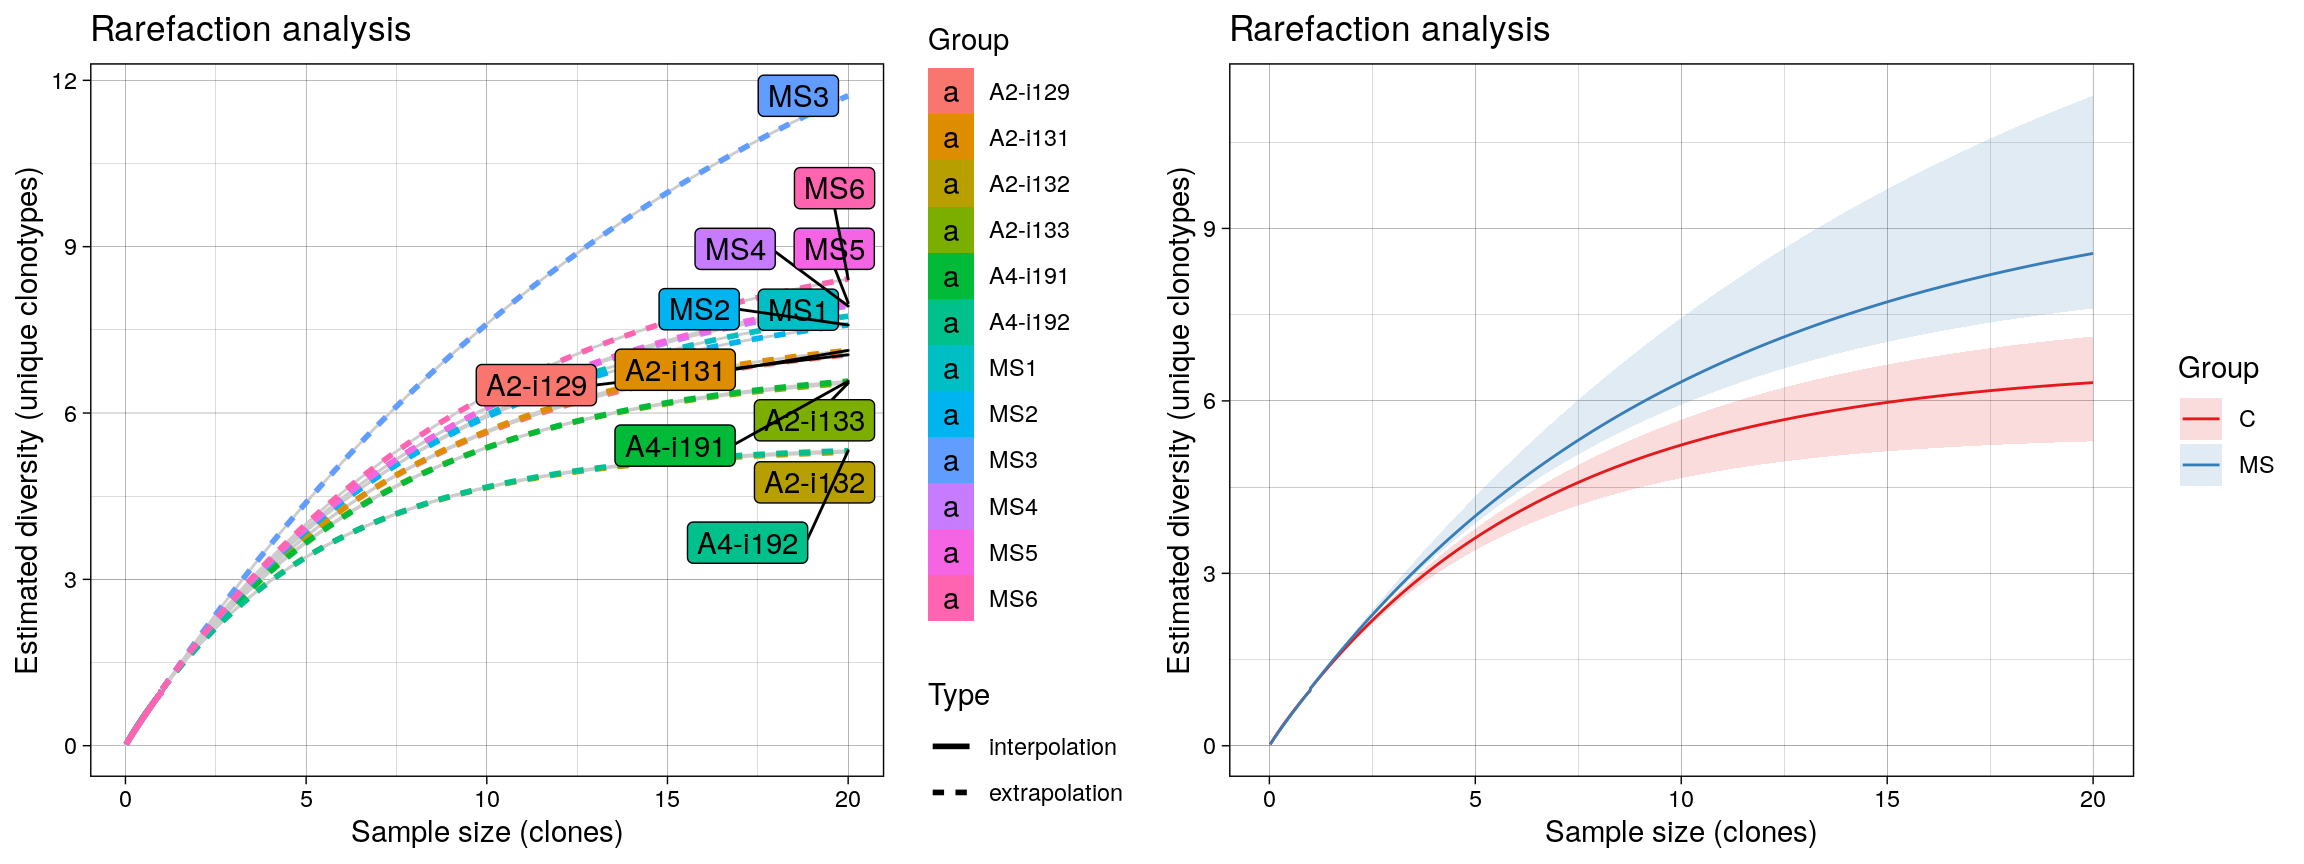 Rarefaction analysis
Estimated diversity (unique clonotypes)
12
9
6
3
0
0 5 10 15 20
Sample size (clones)
MS3
MS6
MS4
MS5
MS2
MS1
A2-i131
A2-i129
A2-i133
A4-i191
A2-i132
A4-i192
Group
a A2-i129
a A2-i131
a A2-i132
a A2-i133
a A4-i191
a A4-i192
a MS1
a MS2
a MS3
a MS4
a MS5
a MS6
Type
interpolation
extrapolation
Rarefaction analysis
Estimated diversity (unique clonotypes)
9
6
3
0
0 5 10 15 20
Sample size (clones)
Group
C
MS